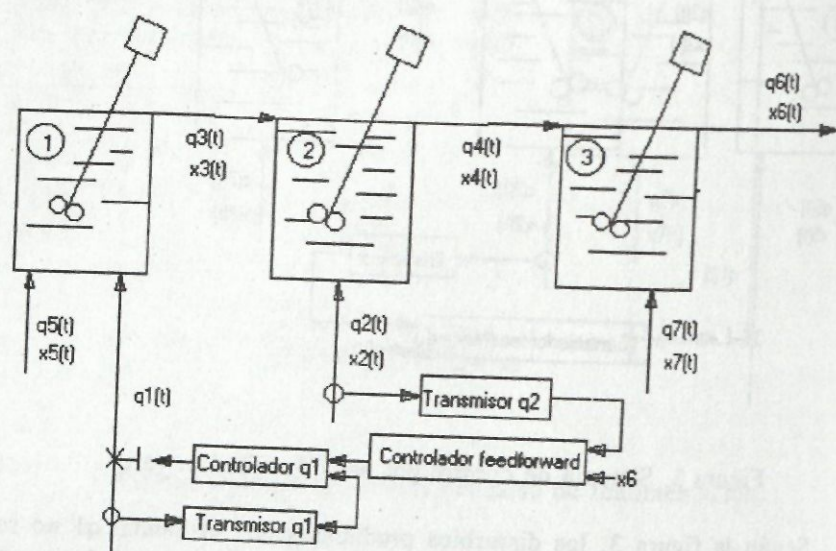 q6(t)
x6(t)
1
q3(t)
x3(t)
2
q4(t)
x4(t)
3
q5(t)
x5(t)
q1(t)
q2(t)
x2(t)
q7(t)
x7(t)
Transmisor q2
Controlador q1
Controlador feedforward
x6
Transmisor q1